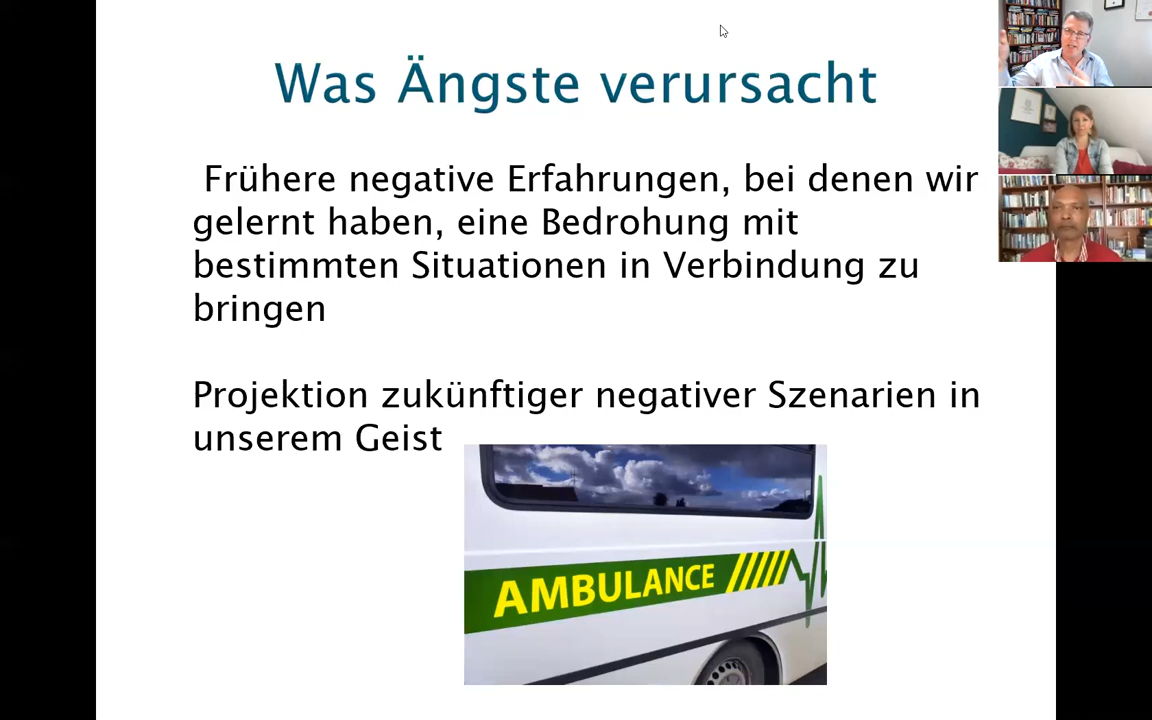 Was Ängste verursacht
Frühere negative Erfahrungen, bei denen wir
gelernt haben, eine Bedrohung mit
bestimmten Situationen in Verbindung zu
bringen
Projektion zukünftiger negativer Szenarien in
unserem Geist
AMBULANCE